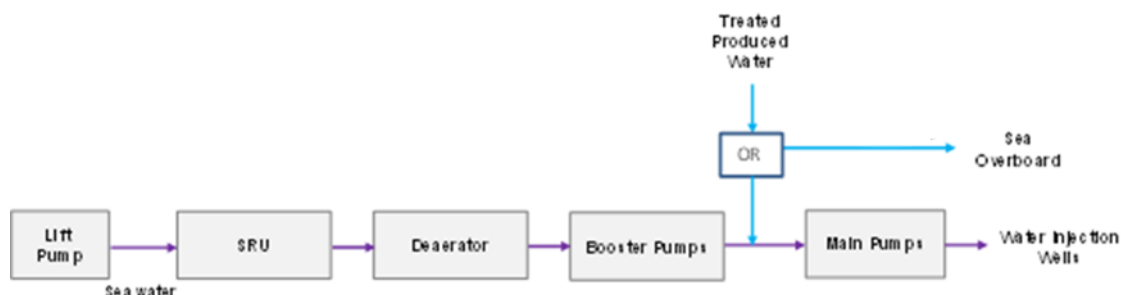 Treated
Produced
Water
OR
Sea
Overboard
Lift
Pump
SRU
Deaerator
Booster Pumps
Main Pumps
Water Injection
Wells
Sea water